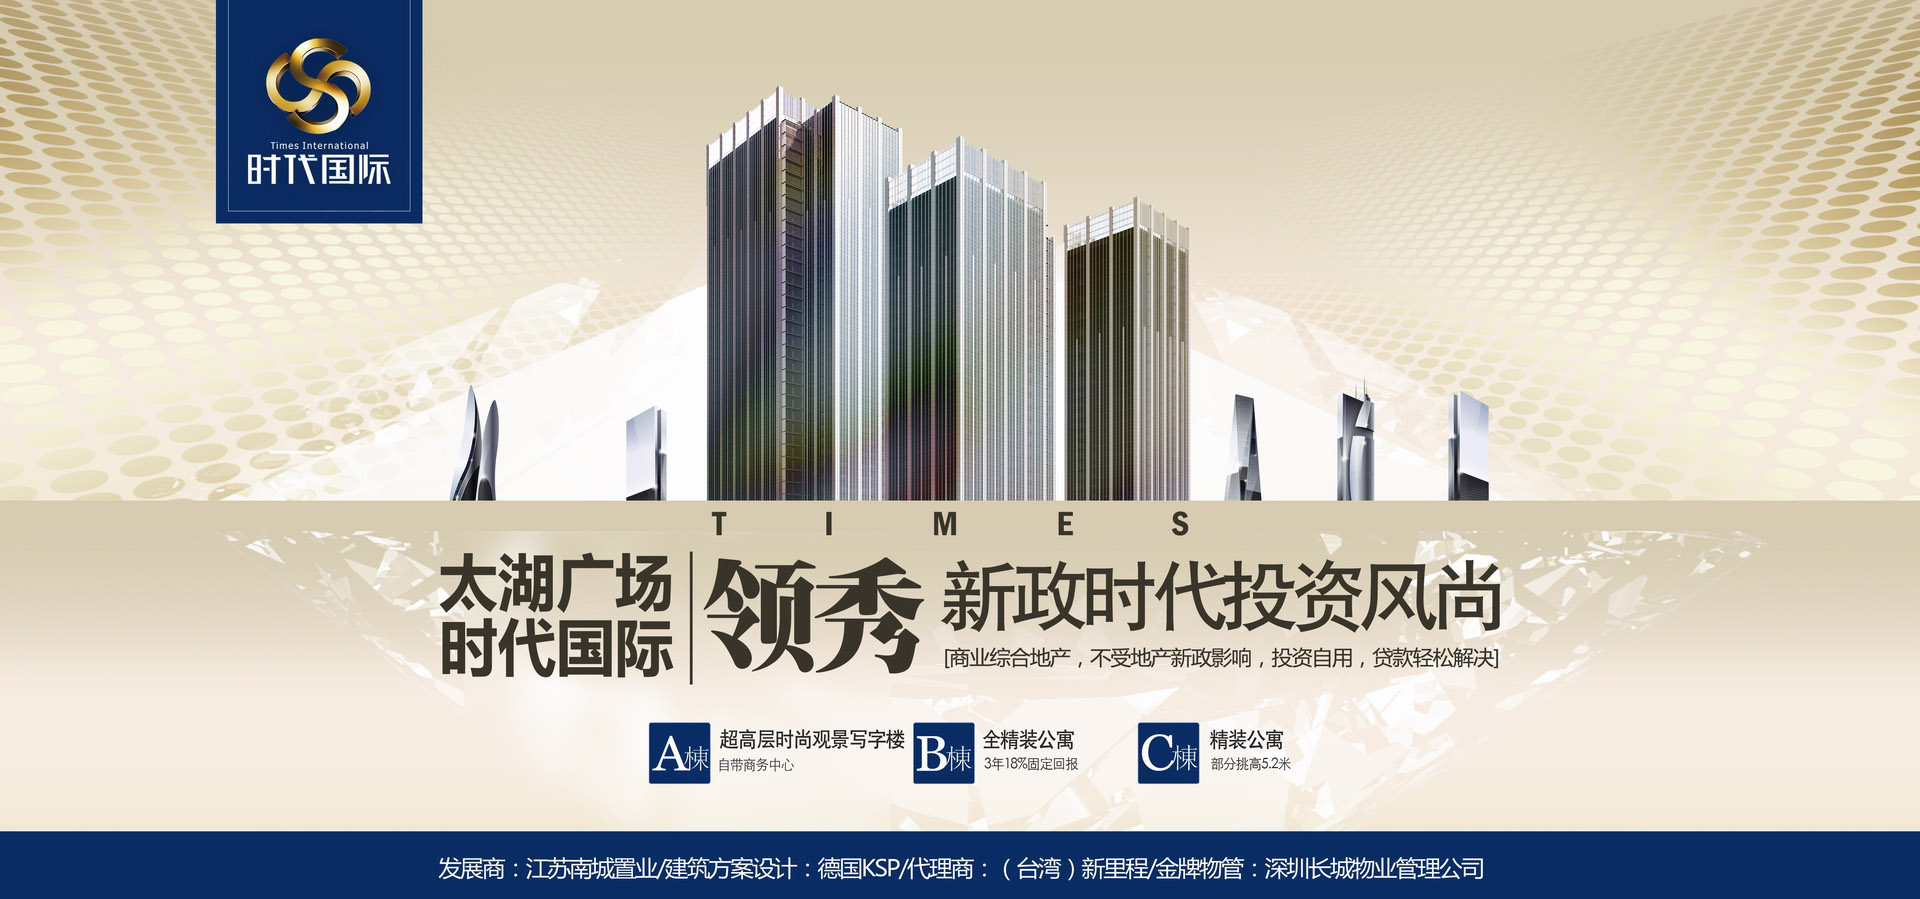 Times International
时代国际
TIMES
太湖广场
时代国际
领秀
新政时代投资风尚
[商业综合地产，不受地产新政影响，投资自用，贷款轻松解决]
A栋
超高层时尚观景写字楼
自带商务中心
B栋
全精装公寓
3年18%固定回报
C栋
精装公寓
部分挑高5.2米
发展商：江苏南城置业/建筑方案设计：德国KSP/代理商：（台湾）新里程/金牌物管：深圳长城物业管理公司